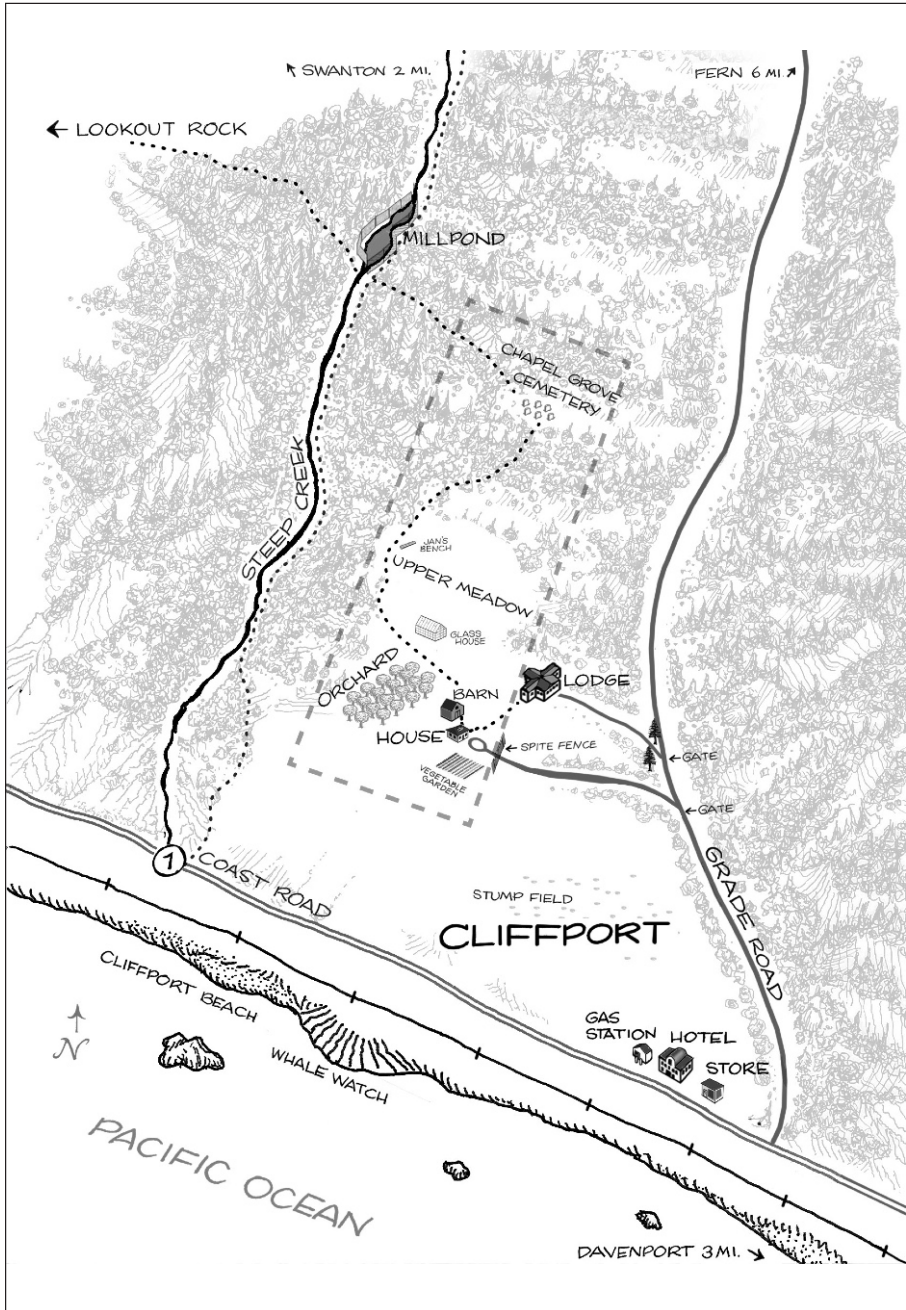 SWANTON 2 MI.
FERN 6 MI.
LOOKOUT ROCK
MILLPOND
CHAPEL GROVE
CEMETERY
STEEP CREEK
JAN'S
BENCH
UPPER MEADOW
GLASS
HOUSE
ORCHARD
LODGE
BARN
HOUSE
SPITE FENCE
GATE
VEGETABLE
GARDEN
GATE
1
COAST ROAD
GRADE ROAD
STUMP FIELD
CLIFFPORT
CLIFFPORT BEACH
GAS
STATION
HOTEL
STORE
N
WHALE WATCH
PACIFIC OCEAN
DAVENPORT 3 MI.